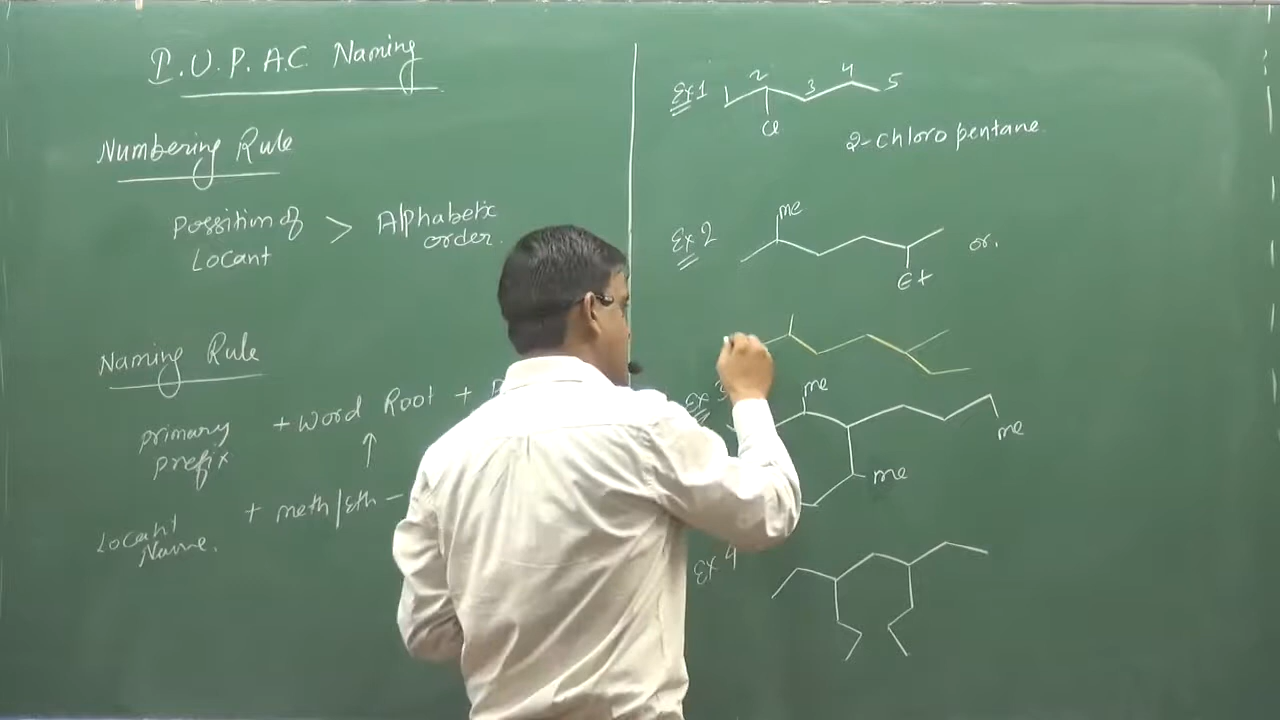 I.U.P.A.C. Naming
Numbering Rule
Possition of > Alphabetic
Locant order.
Naming Rule
primary + word Root +
prefix
↑
Locant + meth/Eth –
Name.
Ex 1 1 2 3 4 5
Cl
2-chloro pentane
Ex 2 me or.
Et
Ex 3 me
me
me
Ex 4